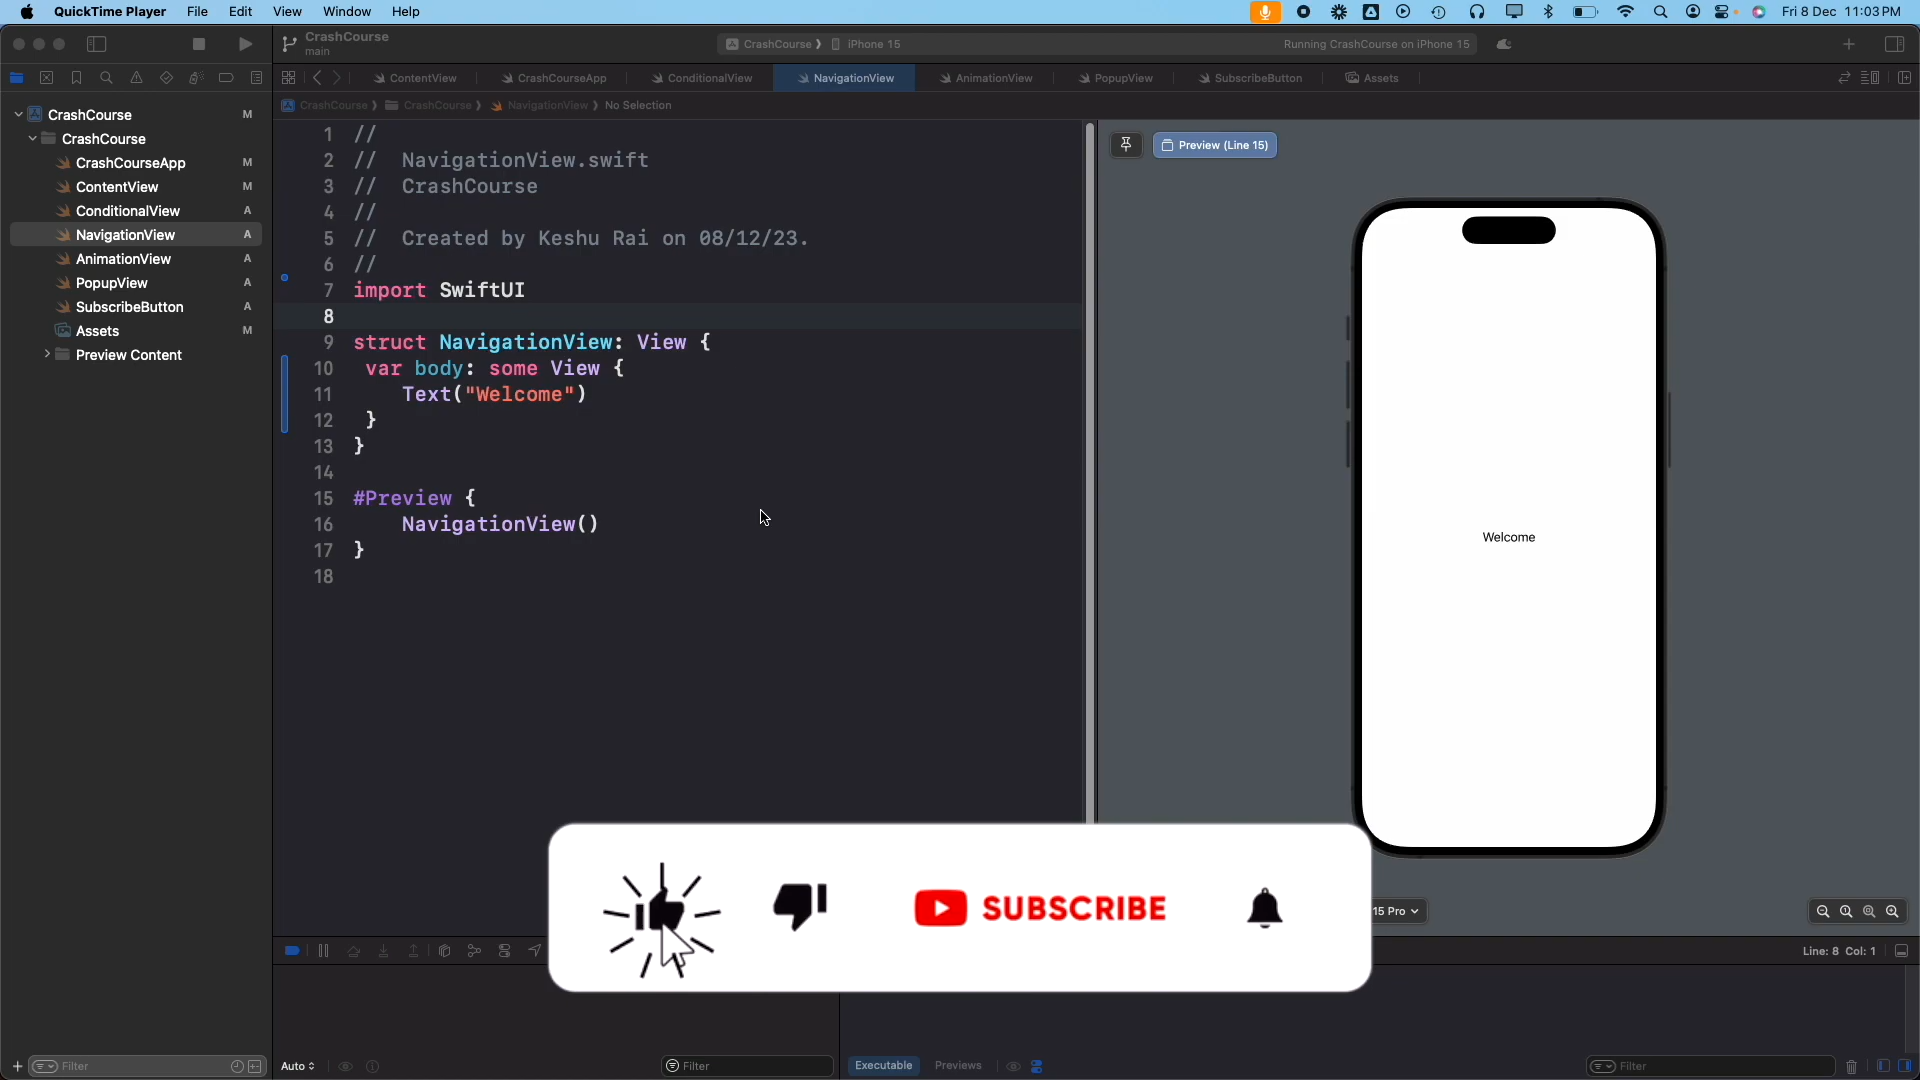 QuickTime Player File Edit View Window Help
Fri 8 Dec 11:03 PM
CrashCourse
main
CrashCourse ⟩ iPhone 15
Running CrashCourse on iPhone 15
ContentView CrashCourseApp ConditionalView NavigationView AnimationView PopupView SubscribeButton Assets
CrashCourse ⟩ CrashCourse ⟩ NavigationView ⟩ No Selection
CrashCourse M
CrashCourse
CrashCourseApp M
ContentView M
ConditionalView A
NavigationView A
AnimationView A
PopupView A
SubscribeButton A
Assets M
Preview Content
1 //
2 // NavigationView.swift
3 // CrashCourse
4 //
5 // Created by Keshu Rai on 08/12/23.
6 //
7 import SwiftUI
8
9 struct NavigationView: View {
10 var body: some View {
11 Text("Welcome")
12 }
13 }
14
15 #Preview {
16 NavigationView()
17 }
18
Preview (Line 15)
Welcome
15 Pro
SUBSCRIBE
Line: 8 Col: 1
Filter
Auto
Filter
Executable Previews
Filter